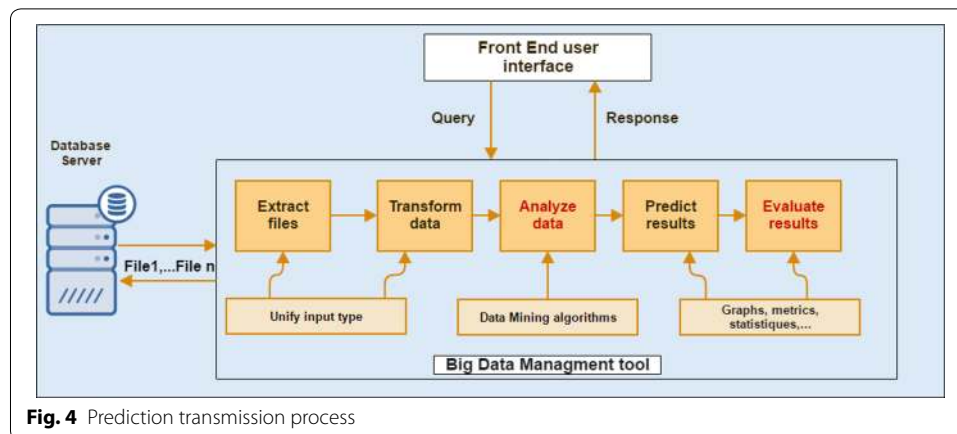 Front End user
interface
Query
Response
Database
Server
File1,...File n
Extract
files
Transform
data
Analyze
data
Predict
results
Evaluate
results
Unify input type
Data Mining algorithms
Graphs, metrics,
statistiques,...
Big Data Managment tool
Fig. 4 Prediction transmission process